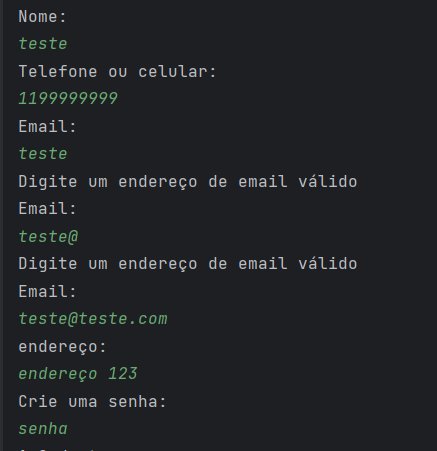 Nome:
teste
Telefone ou celular:
1199999999
Email:
teste
Digite um endereço de email válido
Email:
teste@
Digite um endereço de email válido
Email:
teste@teste.com
endereço:
endereço 123
Crie uma senha:
senha